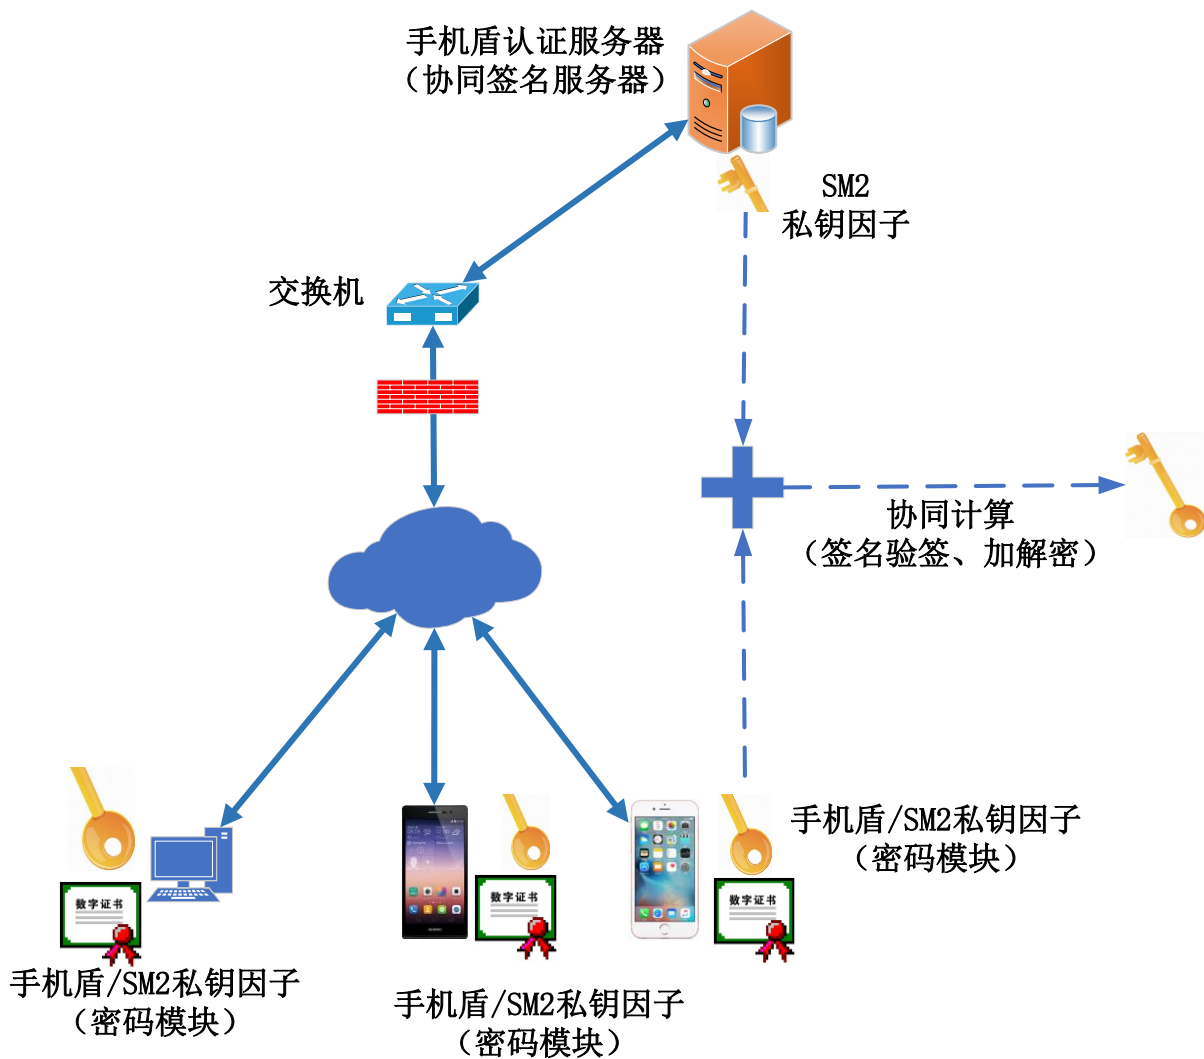 手机盾认证服务器
（协同签名服务器）
SM2
私钥因子
交换机
协同计算
（签名验签、加解密）
手机盾/SM2私钥因子
（密码模块）
数字证书
数字证书
数字证书
手机盾/SM2私钥因子
（密码模块）
手机盾/SM2私钥因子
（密码模块）